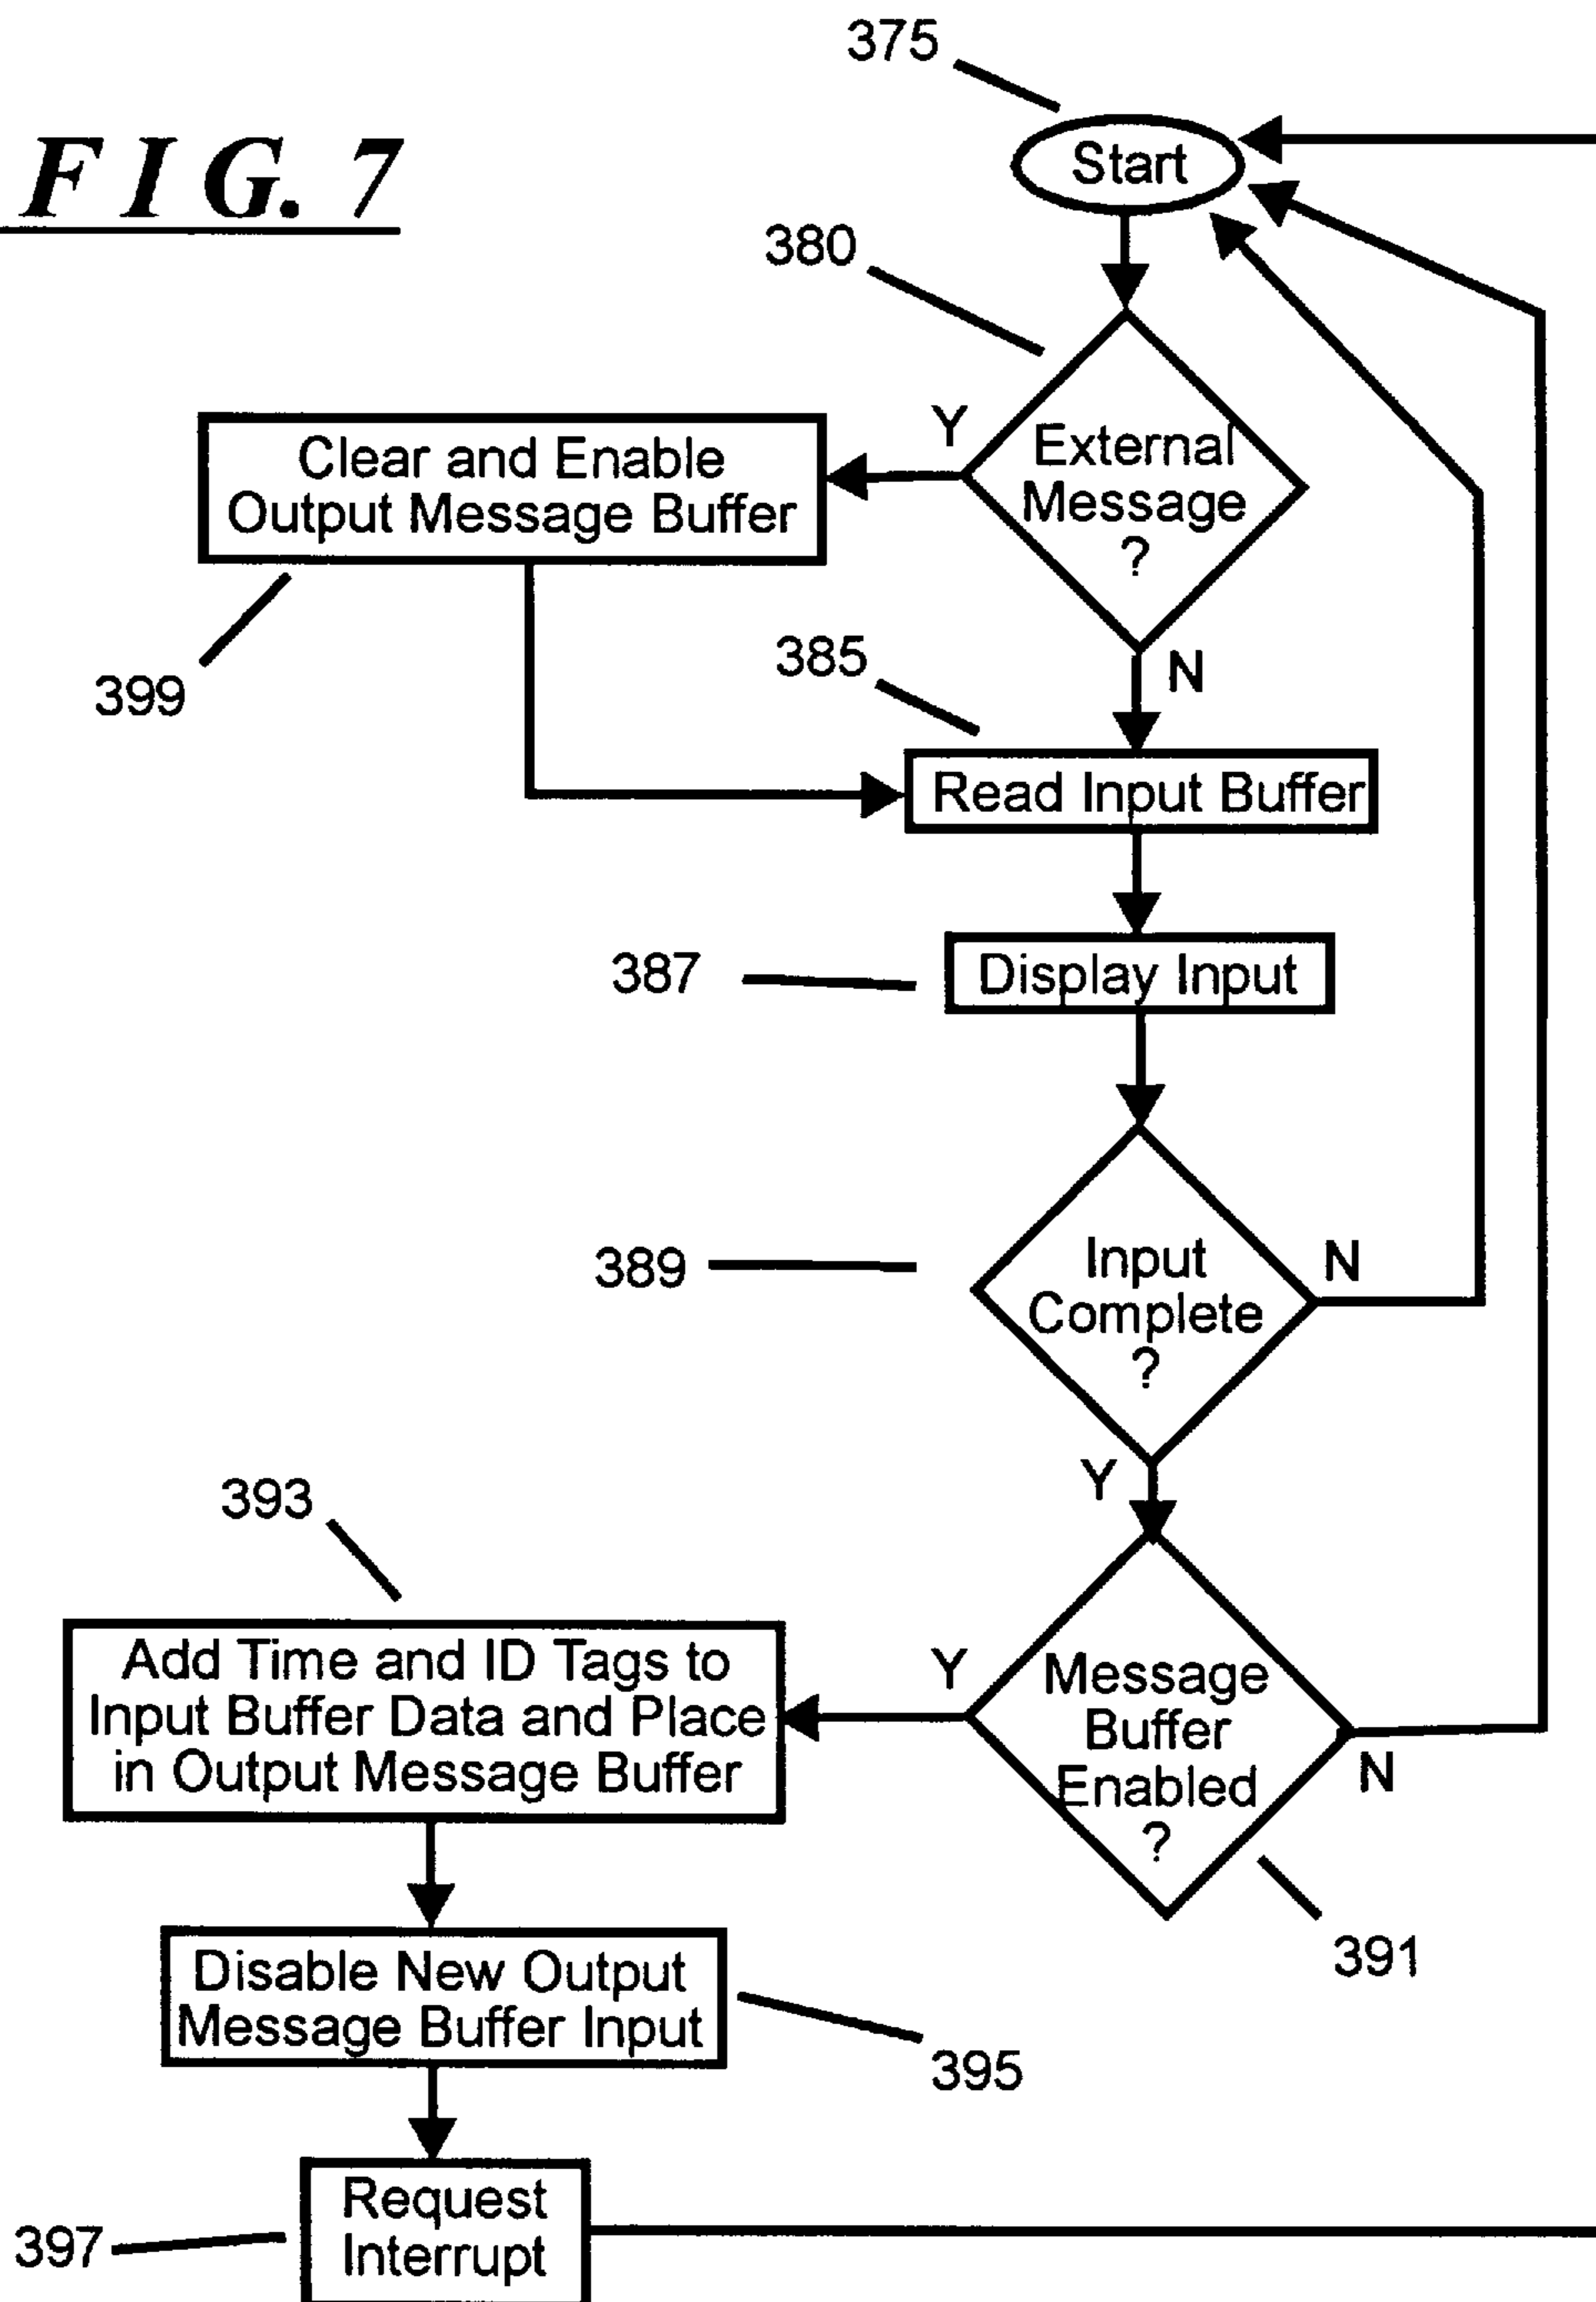 FIG. 7
375
Start
380
Y
External
Message
?
Clear and Enable
Output Message Buffer
399
N
385
Read Input Buffer
387
Display Input
389
Input
Complete
?
N
Y
393
Add Time and ID Tags to
Input Buffer Data and Place
in Output Message Buffer
Y
Message
Buffer
Enabled
?
N
391
Disable New Output
Message Buffer Input
395
397
Request
Interrupt